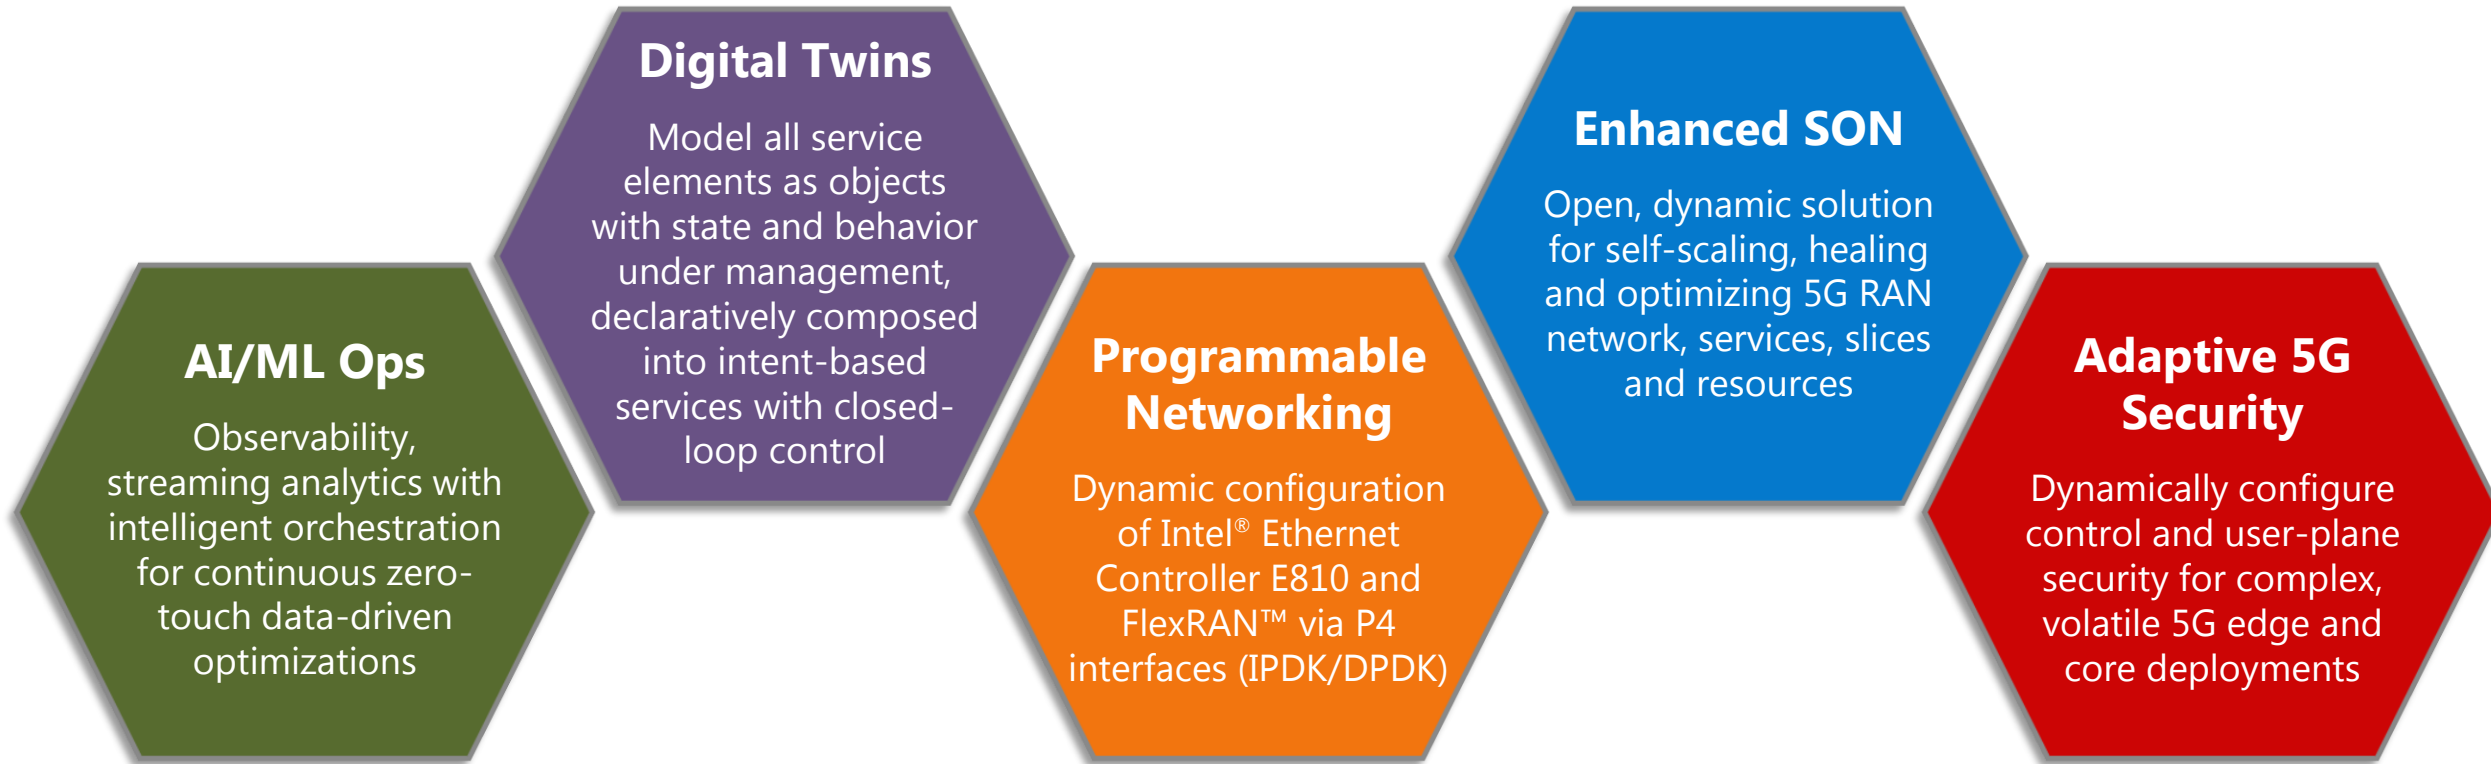 AI/ML Ops
Observability,
streaming analytics with
intelligent orchestration
for continuous zero-
touch data-driven
optimizations
Digital Twins
Model all service
elements as objects
with state and behavior
under management,
declaratively composed
into intent-based
services with closed-
loop control
Programmable
Networking
Dynamic configuration
of Intel® Ethernet
Controller E810 and
FlexRAN™ via P4
interfaces (IPDK/DPDK)
Enhanced SON
Open, dynamic solution
for self-scaling, healing
and optimizing 5G RAN
network, services, slices
and resources
Adaptive 5G
Security
Dynamically configure
control and user-plane
security for complex,
volatile 5G edge and
core deployments